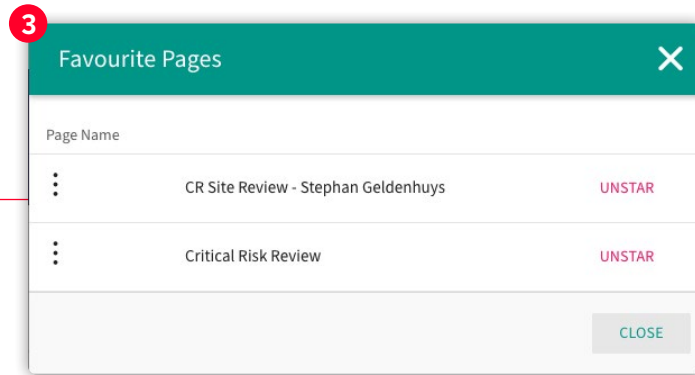 3
Favourite Pages
Page Name
CR Site Review - Stephan Geldenhuys UNSTAR
Critical Risk Review UNSTAR
CLOSE